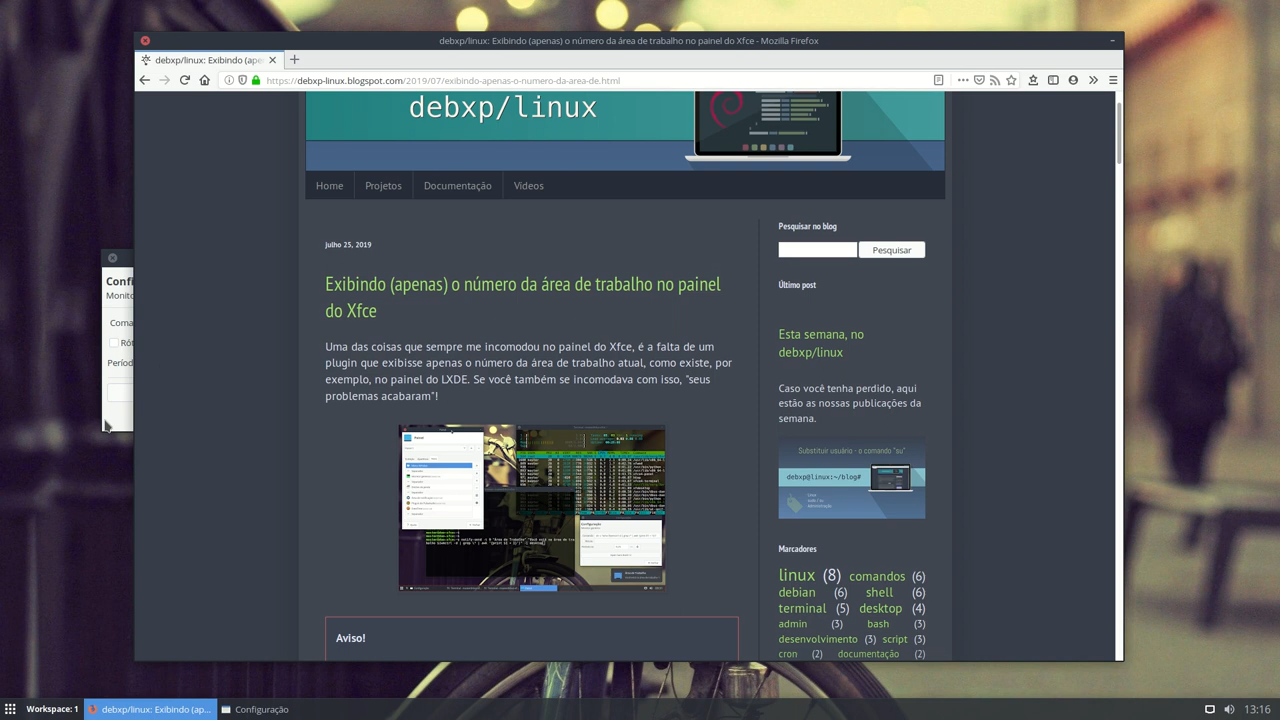 debxp/linux: Exibindo (apenas) o número da área de trabalho no painel do Xfce - Mozilla Firefox
debxp/linux: Exibindo (ape
https://debxp-linux.blogspot.com/2019/07/exibindo-apenas-o-numero-da-area-de.html
debxp/linux
Home
Projetos
Documentação
Vídeos
julho 25, 2019
Exibindo (apenas) o número da área de trabalho no painel
do Xfce
Uma das coisas que sempre me incomodou no painel do Xfce, é a falta de um
plugin que exibisse apenas o número da área de trabalho atual, como existe, por
exemplo, no painel do LXDE. Se você também se incomodava com isso, "seus
problemas acabaram"!
Aviso!
Pesquisar no blog
Pesquisar
Último post
Esta semana, no
debxp/linux
Caso você tenha perdido, aqui
estão as nossas publicações da
semana.
Substituir usuário - o comando "su"
debxp@linux:~/blog#
Marcadores
linux (8) comandos (6)
debian (6) shell (6)
terminal (5) desktop (4)
admin (3) bash (3)
desenvolvimento (3) script (3)
cron (2) documentação (2)
Confi
Monito
Coma
Rót
Períod
Workspace: 1
debxp/linux: Exibindo (ap...
Configuração
13:16